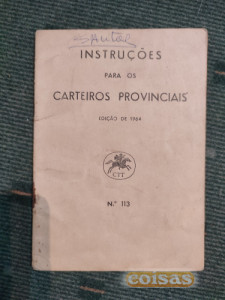 INSTRUÇÕES
PARA OS
CARTEIROS PROVINCIAIS
EDIÇÃO DE 1964
CTT
N.º 113
coisas